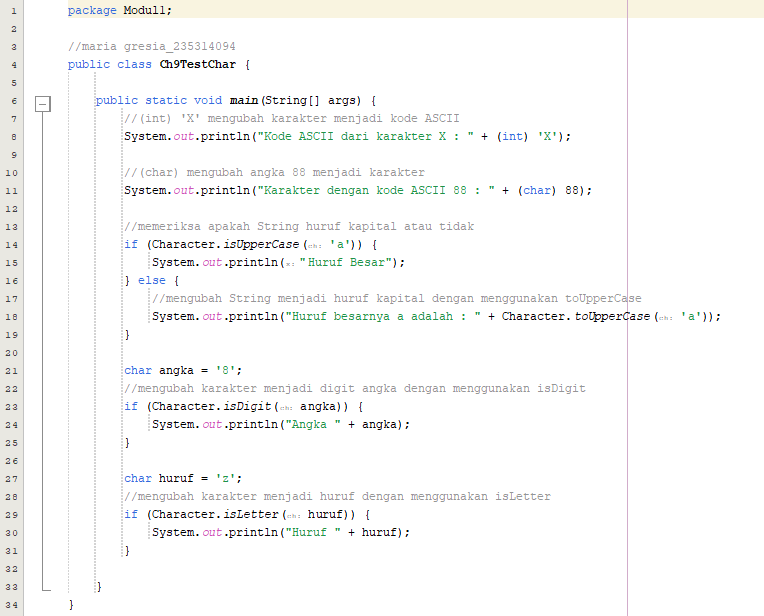 1 package Modul1;
2
3 //maria gresia_235314094
4 public class Ch9TestChar {
5
6 public static void main(String[] args) {
7 //(int) 'X' mengubah karakter menjadi kode ASCII
8 System.out.println("Kode ASCII dari karakter X : " + (int) 'X');
9
10 //(char) mengubah angka 88 menjadi karakter
11 System.out.println("Karakter dengan kode ASCII 88 : " + (char) 88);
12
13 //memeriksa apakah String huruf kapital atau tidak
14 if (Character.isUpperCase(ch: 'a')) {
15 System.out.println(x: "Huruf Besar");
16 } else {
17 //mengubah String menjadi huruf kapital dengan menggunakan toUpperCase
18 System.out.println("Huruf besarnya a adalah : " + Character.toUpperCase(ch: 'a'));
19 }
20
21 char angka = '8';
22 //mengubah karakter menjadi digit angka dengan menggunakan isDigit
23 if (Character.isDigit(ch: angka)) {
24 System.out.println("Angka " + angka);
25 }
26
27 char huruf = 'z';
28 //mengubah karakter menjadi huruf dengan menggunakan isLetter
29 if (Character.isLetter(ch: huruf)) {
30 System.out.println("Huruf " + huruf);
31 }
32
33 }
34 }